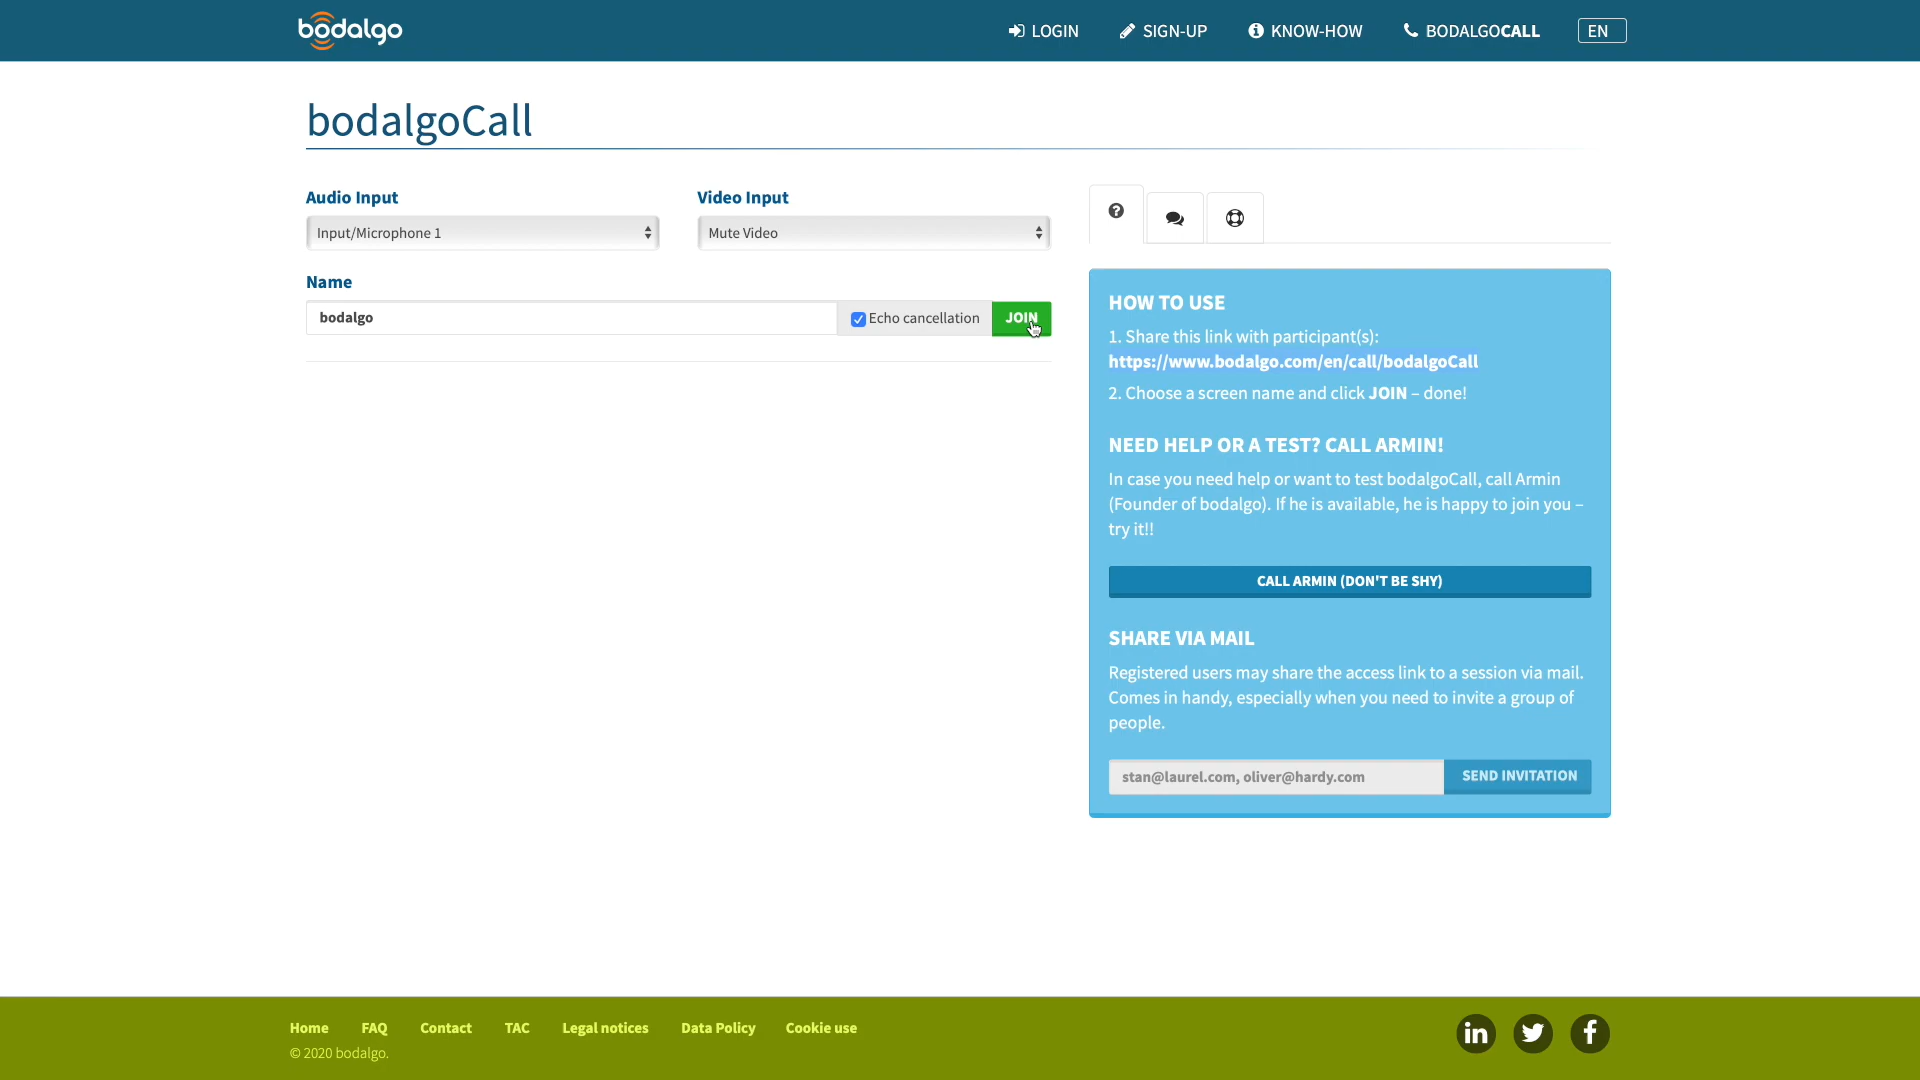 bodalgo
LOGIN
SIGN-UP
KNOW-HOW
BODALGOCALL
EN
bodalgoCall
Audio Input
Video Input
Input/Microphone 1
Mute Video
Name
bodalgo
Echo cancellation
JOIN
HOW TO USE
1. Share this link with participant(s):
https://www.bodalgo.com/en/call/bodalgoCall
2. Choose a screen name and click JOIN – done!
NEED HELP OR A TEST? CALL ARMIN!
In case you need help or want to test bodalgoCall, call Armin
(Founder of bodalgo). If he is available, he is happy to join you –
try it!!
CALL ARMIN (DON'T BE SHY)
SHARE VIA MAIL
Registered users may share the access link to a session via mail.
Comes in handy, especially when you need to invite a group of
people.
stan@laurel.com, oliver@hardy.com
SEND INVITATION
Home
FAQ
Contact
TAC
Legal notices
Data Policy
Cookie use
© 2020 bodalgo.